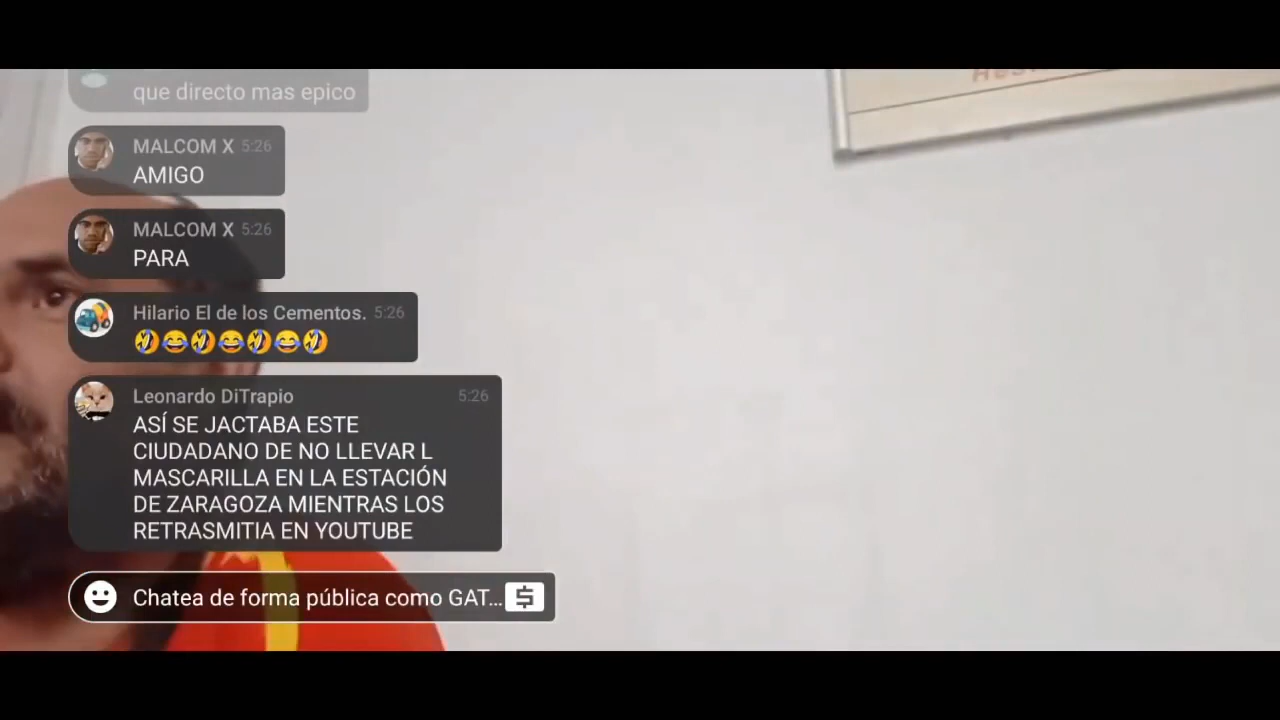 que directo mas epico
MALCOM X 5:26
AMIGO
MALCOM X 5:26
PARA
Hilario El de los Cementos. 5:26
🤣😂🤣😂🤣😂🤣
Leonardo DiTrapio 5:26
ASÍ SE JACTABA ESTE
CIUDADANO DE NO LLEVAR L
MASCARILLA EN LA ESTACIÓN
DE ZARAGOZA MIENTRAS LOS
RETRASMITIA EN YOUTUBE
Chatea de forma pública como GAT...